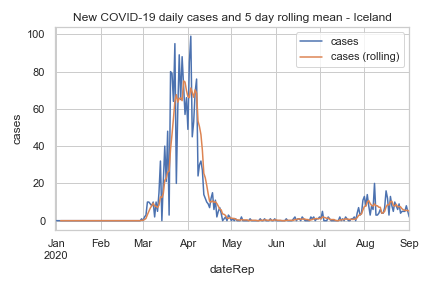 New COVID-19 daily cases and 5 day rolling mean - Iceland
100
80
60
40
20
0
cases
cases
cases (rolling)
Jan Feb Mar Apr May Jun Jul Aug Sep
2020
dateRep